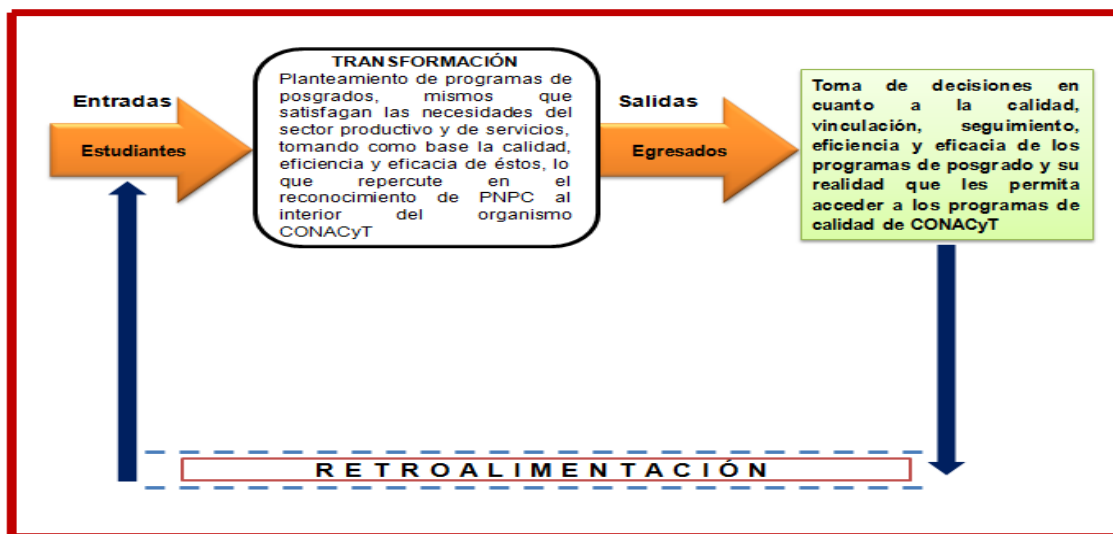 Entradas
Estudiantes
TRANSFORMACIÓN
Planteamiento de programas de
posgrados, mismos que
satisfagan las necesidades del
sector productivo y de servicios,
tomando como base la calidad,
eficiencia y eficacia de éstos, lo
que repercute en el
reconocimiento de PNPC al
interior del organismo
CONACyT
Salidas
Egresados
Toma de decisiones en
cuanto a la calidad,
vinculación, seguimiento,
eficiencia y eficacia de los
programas de posgrado y su
realidad que les permita
acceder a los programas de
calidad de CONACyT
RETROALIMENTACIÓN